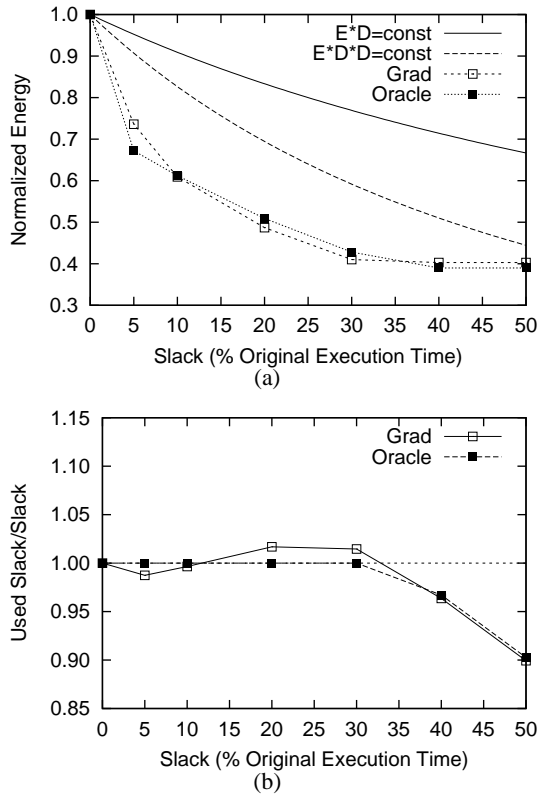 1.0
0.9
0.8
0.7
0.6
0.5
0.4
0.3
Normalized Energy
E*D=const
E*D*D=const
Grad
Oracle
0 5 10 15 20 25 30 35 40 45 50
Slack (% Original Execution Time)
(a)
1.15
1.10
1.05
1.00
0.95
0.90
0.85
Used Slack/Slack
Grad
Oracle
0 5 10 15 20 25 30 35 40 45 50
Slack (% Original Execution Time)
(b)